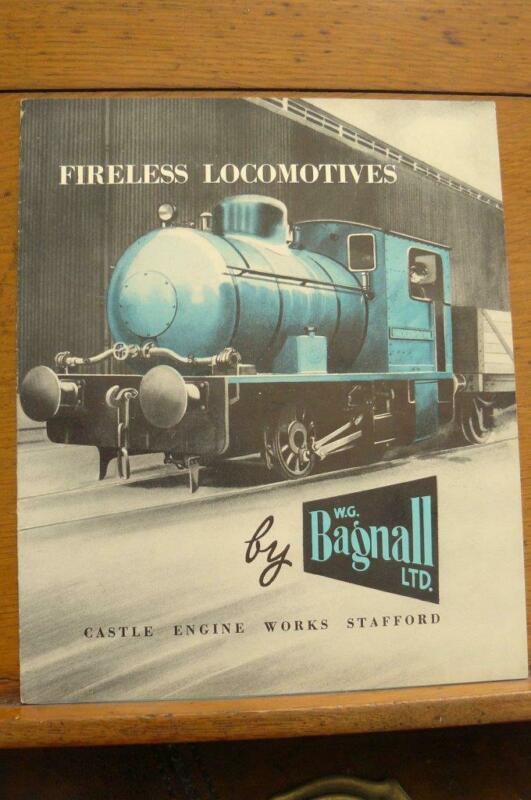 FIRELESS LOCOMOTIVES
by
W.G.
Bagnall
LTD.
CASTLE ENGINE WORKS STAFFORD